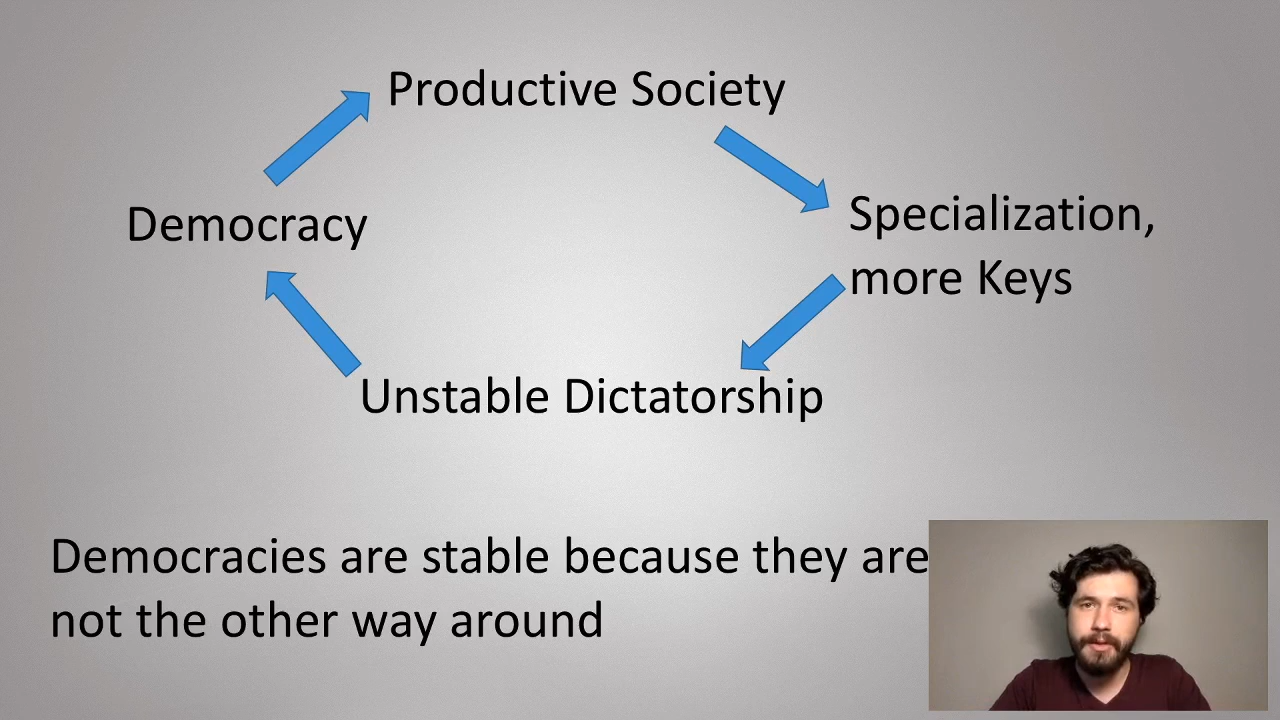 Productive Society
Democracy
Specialization,
more Keys
Unstable Dictatorship
Democracies are stable because they are
not the other way around